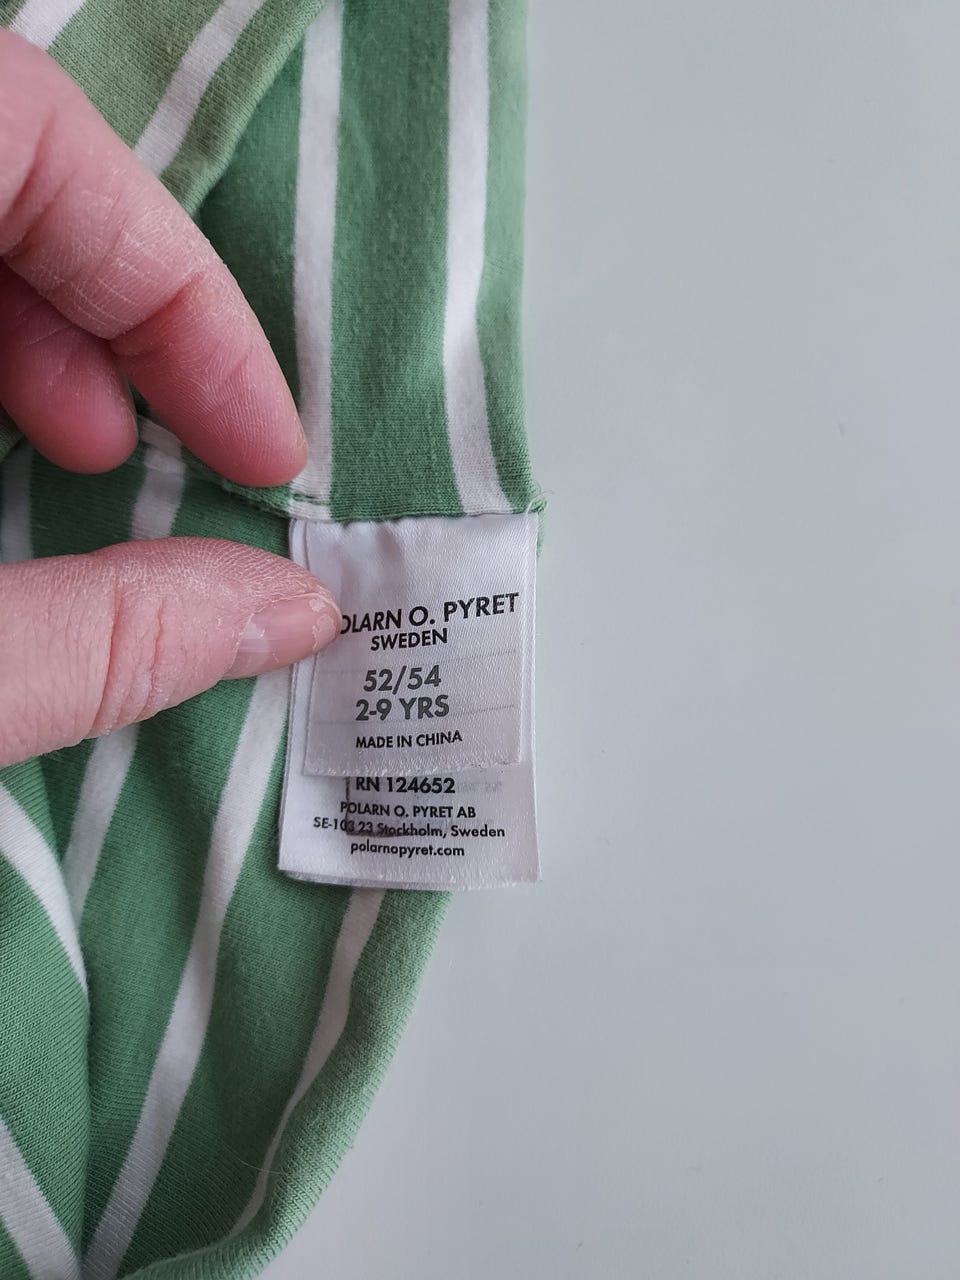 OLARN O. PYRET
SWEDEN
52/54
2-9 YRS
MADE IN CHINA
RN 124652
POLARN O. PYRET AB
SE-103 23 Stockholm, Sweden
polarnopyret.com